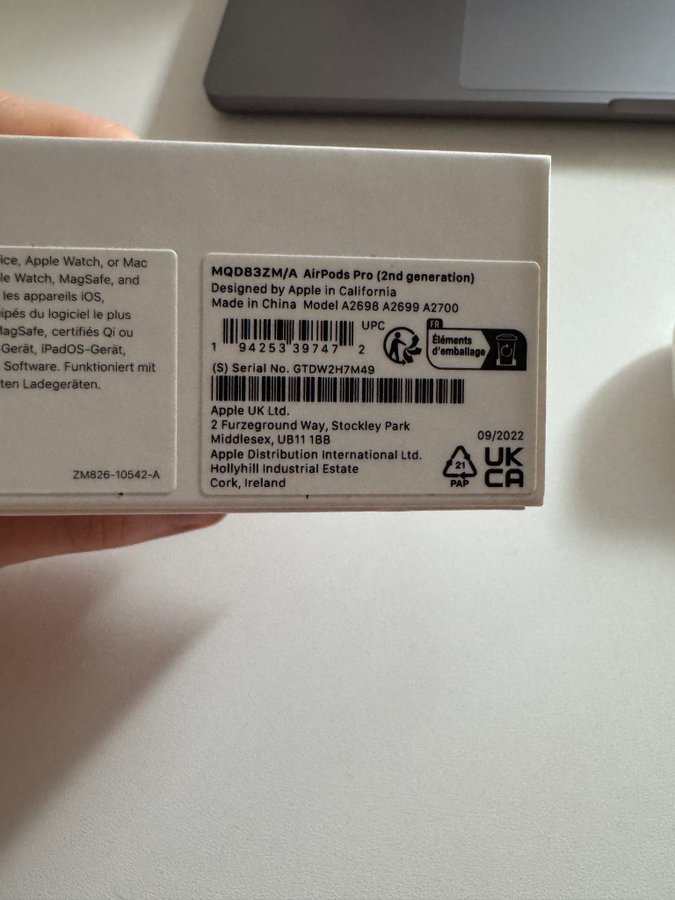 ice, Apple Watch, or Mac
le Watch, MagSafe, and
les appareils iOS,
ipés du logiciel le plus
MagSafe, certifiés Qi ou
-Gerät, iPadOS-Gerät,
Software. Funktioniert mit
ten Ladegeräten.
ZM826-10542-A
MQD83ZM/A AirPods Pro (2nd generation)
Designed by Apple in California
Made in China Model A2698 A2699 A2700
UPC
1 94253 39747 2
FR
Éléments
d'emballage
(S) Serial No. GTDW2H7M49
Apple UK Ltd.
2 Furzeground Way, Stockley Park
Middlesex, UB11 1BB
Apple Distribution International Ltd.
Hollyhill Industrial Estate
Cork, Ireland
09/2022
21
PAP
UK
CA